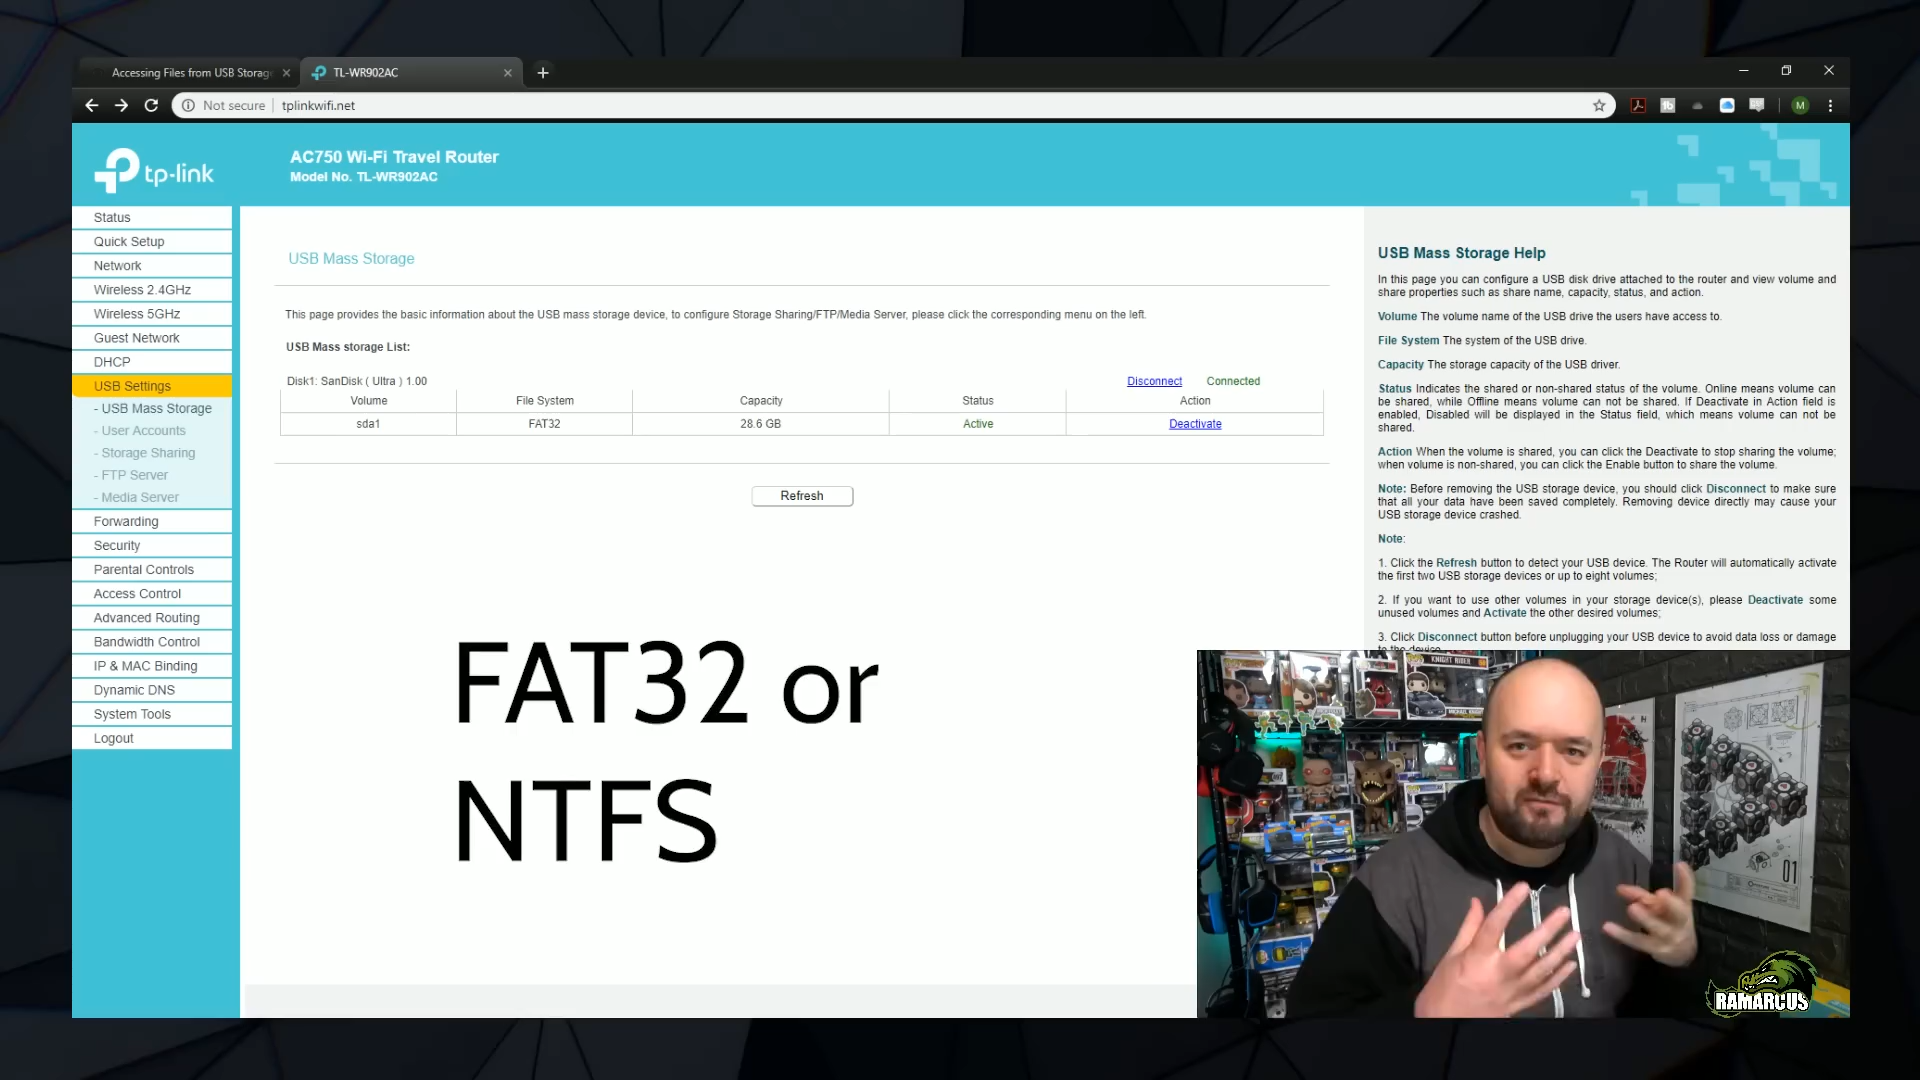 Accessing Files from USB Storag
TL-WR902AC
Not secure
tplinkwifi.net
M
tp-link
AC750 Wi-Fi Travel Router
Model No. TL-WR902AC
Status
Quick Setup
Network
Wireless 2.4GHz
Wireless 5GHz
Guest Network
DHCP
USB Settings
- USB Mass Storage
- User Accounts
- Storage Sharing
- FTP Server
- Media Server
Forwarding
Security
Parental Controls
Access Control
Advanced Routing
Bandwidth Control
IP & MAC Binding
Dynamic DNS
System Tools
Logout
USB Mass Storage
This page provides the basic information about the USB mass storage device, to configure Storage Sharing/FTP/Media Server, please click the corresponding menu on the left.
USB Mass storage List:
Disk1: SanDisk ( Ultra ) 1.00 Disconnect Connected
Volume File System Capacity Status Action
sda1 FAT32 28.6 GB Active Deactivate
Refresh
FAT32 or
NTFS
USB Mass Storage Help
In this page you can configure a USB disk drive attached to the router and view volume and
share properties such as share name, capacity, status, and action.
Volume The volume name of the USB drive the users have access to.
File System The system of the USB drive.
Capacity The storage capacity of the USB driver.
Status Indicates the shared or non-shared status of the volume. Online means volume can
be shared, while Offline means volume can not be shared. If Deactivate in Action field is
enabled, Disabled will be displayed in the Status field, which means volume can not be
shared.
Action When the volume is shared, you can click the Deactivate to stop sharing the volume;
when volume is non-shared, you can click the Enable button to share the volume.
Note: Before removing the USB storage device, you should click Disconnect to make sure
that all your data have been saved completely. Removing device directly may cause your
USB storage device crashed.
Note:
1. Click the Refresh button to detect your USB device. The Router will automatically activate
the first two USB storage devices or up to eight volumes;
2. If you want to use other volumes in your storage device(s), please Deactivate some
unused volumes and Activate the other desired volumes;
3. Click Disconnect button before unplugging your USB device to avoid data loss or damage
to the device.
KNIGHT RIDER
01
RAMARCUS